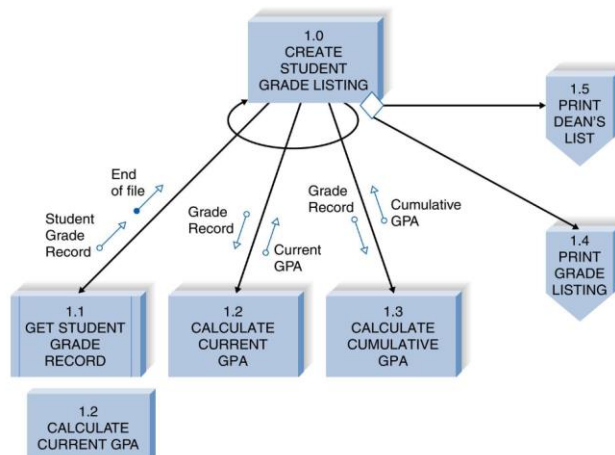 1.0
CREATE
STUDENT
GRADE LISTING
1.5
PRINT
DEAN'S
LIST
End
of file
Student
Grade
Record
Grade
Record
Current
GPA
Grade
Record
Cumulative
GPA
1.4
PRINT
GRADE
LISTING
1.1
GET STUDENT
GRADE
RECORD
1.2
CALCULATE
CURRENT
GPA
1.3
CALCULATE
CUMULATIVE
GPA
1.2
CALCULATE
CURRENT GPA